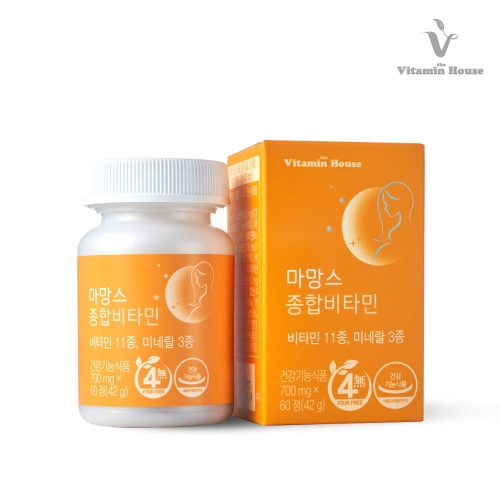 the
Vitamin House
마망스
종합비타민
비타민 11종, 미네랄 3종
건강기능식품
700 mg ×
60 정(42 g)
4無
FOUR FREE
건강
기능식품
the
Vitamin House
마망스
종합비타민
비타민 11종, 미네랄 3종
건강기능식품
700 mg ×
60 정(42 g)
4無
FOUR FREE
건강
기능식품